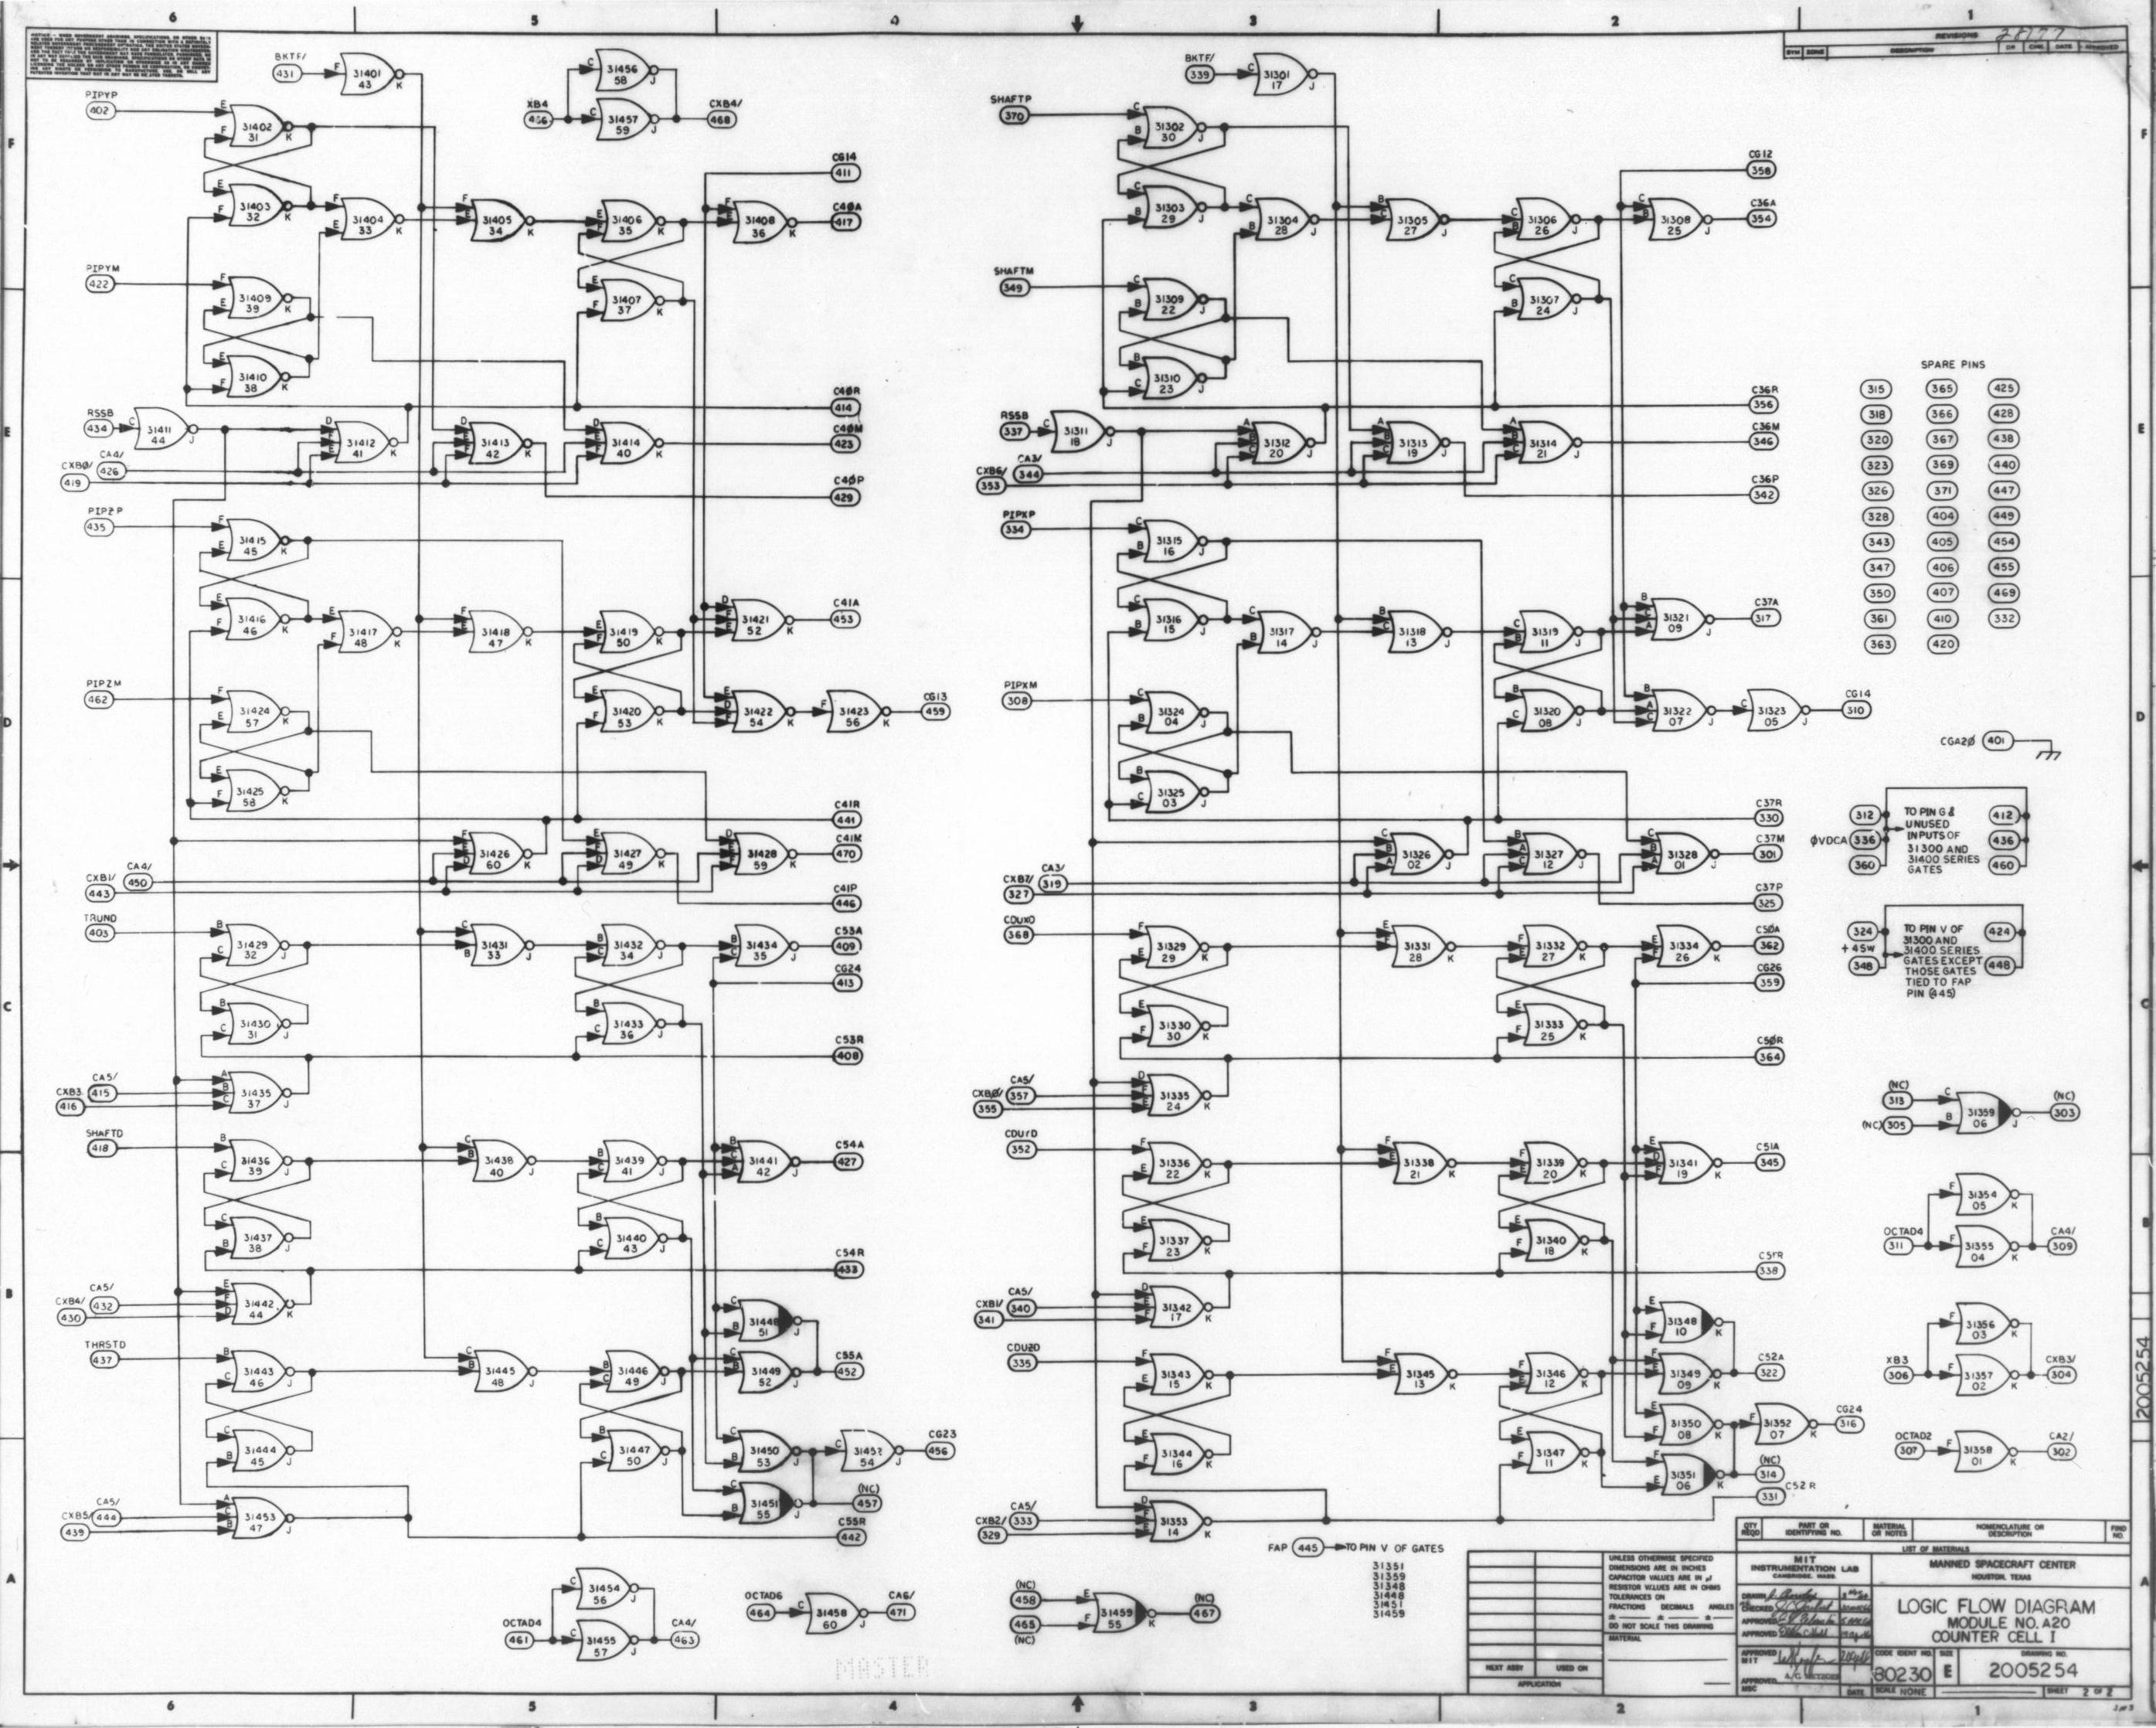 6 5 4 3 2 1
REVISIONS 28177
SYM ZONE DESCRIPTION DR CHK DATE APPROVED
BKTF/
431 F 31401 43 K
PIPYP
402 E F 31402 31 K
31456 58 J
XB4 CXB4/
456 C 31457 59 J 468
CG14
411
E F 31403 32 K
F E 31404 33 K
F E 31405 34 K
E F 31406 35 K
F E 31408 36 K
C40A
417
PIPYM
422 F E 31409 39 K
E F 31407 37 K
E F 31410 38 K
C40R
414
RSSB
434 C 31411 44 J
D E F 31412 41 K
D E F 31413 42 K
D E F 31414 40 K
C40M
423
CA4/
426
CXB0/
419
C40P
429
PIPZP
435 F E 31415 45 K
E F 31416 46 K
F E 31417 48 K
F E 31418 47 K
E F 31419 50 K
D F E 31421 52 K
C41A
453
PIPZM
462 F E 31424 57 K
E F 31420 53 K
E D F 31422 54 K
F 31423 56 K
CG13
459
E F 31425 58 K
C41R
441
F E D 31426 60 K
E F D 31427 49 K
D E F 31428 59 K
C41M
470
CA4/
450
CXB1/
443
C41P
446
TRUND
403 B C 31429 32 J
C B 31431 33 J
B C 31432 34 J
B C 31434 35 J
C53A
409
CG24
413
B C 31430 31 J
B C 31433 36 J
C53R
408
CA5/
415
CXB3
416
A B C 31435 37 J
SHAFTD
418 B C 31436 39 J
C B 31438 40 J
B C 31439 41 J
B C A 31441 42 J
C54A
427
C B 31437 38 J
B C 31440 43 J
C54R
433
CA5/
432
CXB4/
430
E F D 31442 44 K
C B 31448 51 J
THRSTD
437 B C 31443 46 J
C B 31445 48 J
B C 31446 49 J
C B 31449 52 J
C55A
452
C B 31444 45 J
B C 31447 50 J
C B 31450 53 J
C 31452 54 J
CG23
456
C B 31451 55 J
(NC)
457
CA5/
444
CXB5/
439
A C B 31453 47 J
C55R
442
C 31454 56 J
OCTAD4 CA4/
461 C 31455 57 J 463
OCTAD6 CA6/
464 C 31458 60 J 471
MASTER
BKTF/
339 C 31301 17 J
SHAFTP
370 C B 31302 30 J
CG12
358
C B 31303 29 J
C B 31304 28 J
B C 31305 27 J
C B 31306 26 J
C B 31308 25 J
C36A
354
SHAFTM
349 C B 31309 22 J
C B 31307 24 J
B C 31310 23 J
C36R
356
RSSB
337 C 31311 18 J
A B C 31312 20 J
A B C 31313 19 J
A B C 31314 21 J
C36M
346
CA3/
344
CXB6/
353
C36P
342
PIPXP
334 C B 31315 16 J
C B 31316 15 J
C B 31317 14 J
B C 31318 13 J
C B 31319 11 J
B C A 31321 09 J
C37A
317
PIPXM
308 C B 31324 04 J
B C 31320 08 J
B A C 31322 07 J
C 31323 05 J
CG14
310
B C 31325 03 J
C37R
330
C B A 31326 02 J
B C A 31327 12 J
C B A 31328 01 J
C37M
301
CA3/
319
CXB7/
327
C37P
325
CDUXD
368 F E 31329 29 K
E F 31331 28 K
F E 31332 27 K
E F 31334 26 K
C50A
362
CG26
359
E F 31330 30 K
E F 31333 25 K
C50R
364
CA5/
357
CXB0/
355
D E F 31335 24 K
CDUYD
352 F E 31336 22 K
F E 31338 21 K
F E 31339 20 K
E D F 31341 19 K
C51A
345
E F 31337 23 K
E F 31340 18 K
C51R
338
CA5/
340
CXB1/
341
D E F 31342 17 K
E F 31348 10 K
CDUZD
335 F E 31343 15 K
F E 31345 13 K
F E 31346 12 K
F E 31349 09 K
C52A
322
E F 31344 16 K
E F 31347 11 K
E F 31350 08 K
F 31352 07 K
CG24
316
F E 31351 06 K
(NC)
314
C52R
331
CA5/
333
CXB2/
329
D F E 31353 14 K
FAP 445 TO PIN V OF GATES
31351
31359
31348
31448
31451
31459
(NC)
458
465
(NC)
E F 31459 55 K
(NC)
467
SPARE PINS
315 365 425
318 366 428
320 367 438
323 369 440
326 371 447
328 404 449
343 405 454
347 406 455
350 407 469
361 410 332
363 420
CGA20 401
312 TO PIN G & 412
0VDCA 336 UNUSED INPUTS OF 436
360 31300 AND 31400 SERIES GATES 460
324 TO PIN V OF 424
+4SW 31300 AND 31400 SERIES
348 GATES EXCEPT 448
THOSE GATES
TIED TO FAP
PIN (445)
(NC) 313 C 31359 06 J (NC) 303
(NC) 305 B
F 31354 05 K
OCTAD4 CA4/
311 F 31355 04 K 309
F 31356 03 K
XB3 CXB3/
306 F 31357 02 K 304
OCTAD2 CA2/
307 F 31358 01 K 302
2005254
QTY REQD PART OR IDENTIFYING NO. MATERIAL OR NOTES NOMENCLATURE OR DESCRIPTION FIND NO.
LIST OF MATERIALS
UNLESS OTHERWISE SPECIFIED
DIMENSIONS ARE IN INCHES
CAPACITOR VALUES ARE IN
RESISTOR VALUES ARE IN OHMS
TOLERANCES ON
FRACTIONS DECIMALS ANGLES
DO NOT SCALE THIS DRAWING
MATERIAL
NEXT ASSY USED ON
APPLICATION
MIT
INSTRUMENTATION LAB
CAMBRIDGE, MASS.
DRAWN
CHECKED
APPROVED
APPROVED
APPROVED MIT
APPROVED MSC
DATE
MANNED SPACECRAFT CENTER
HOUSTON, TEXAS
LOGIC FLOW DIAGRAM
MODULE NO. A20
COUNTER CELL I
CODE IDENT NO. SIZE DRAWING NO.
80230 E 2005254
SCALE NONE SHEET 2 OF 2
6 5 4 3 2 1